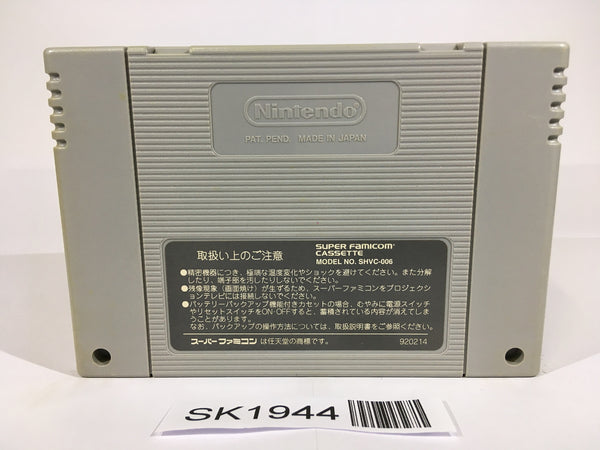 Nintendo
PAT. PEND. MADE IN JAPAN
取扱い上のご注意
SUPER FAMICOM
CASSETTE
MODEL NO. SHVC-006
●精密機器につき、極端な温度変化やショックを避けてください。また分解
したり、端子部を汚したりしないでください。
●残像現象（画面焼け）が生ずるため、スーパーファミコンをプロジェクシ
ョンテレビには接続しないでください。
●バッテリーバックアップ機能付きカセットの場合、むやみに電源スイッチ
やリセットスイッチをON・OFFすると、蓄積されている内容が消えてしま
うことがあります。
なお、バックアップの操作方法については、取扱説明書をご参照ください。
スーパーファミコン は任天堂の商標です。
920214
SK1944